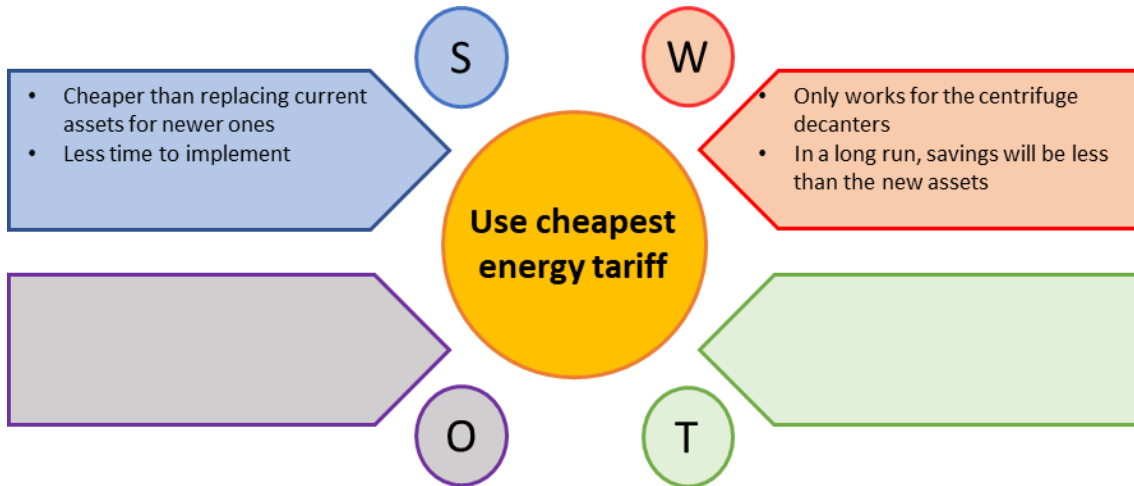 S
W
• Cheaper than replacing current
assets for newer ones
• Less time to implement
• Only works for the centrifuge
decanters
• In a long run, savings will be less
than the new assets
Use cheapest
energy tariff
O
T